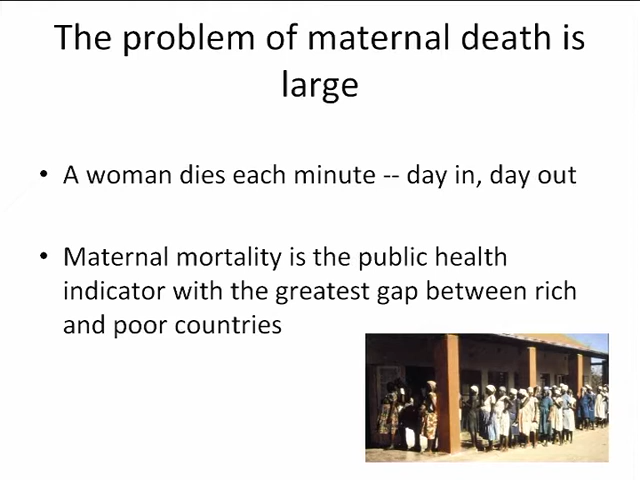 The problem of maternal death is
large
• A woman dies each minute -- day in, day out
• Maternal mortality is the public health
indicator with the greatest gap between rich
and poor countries